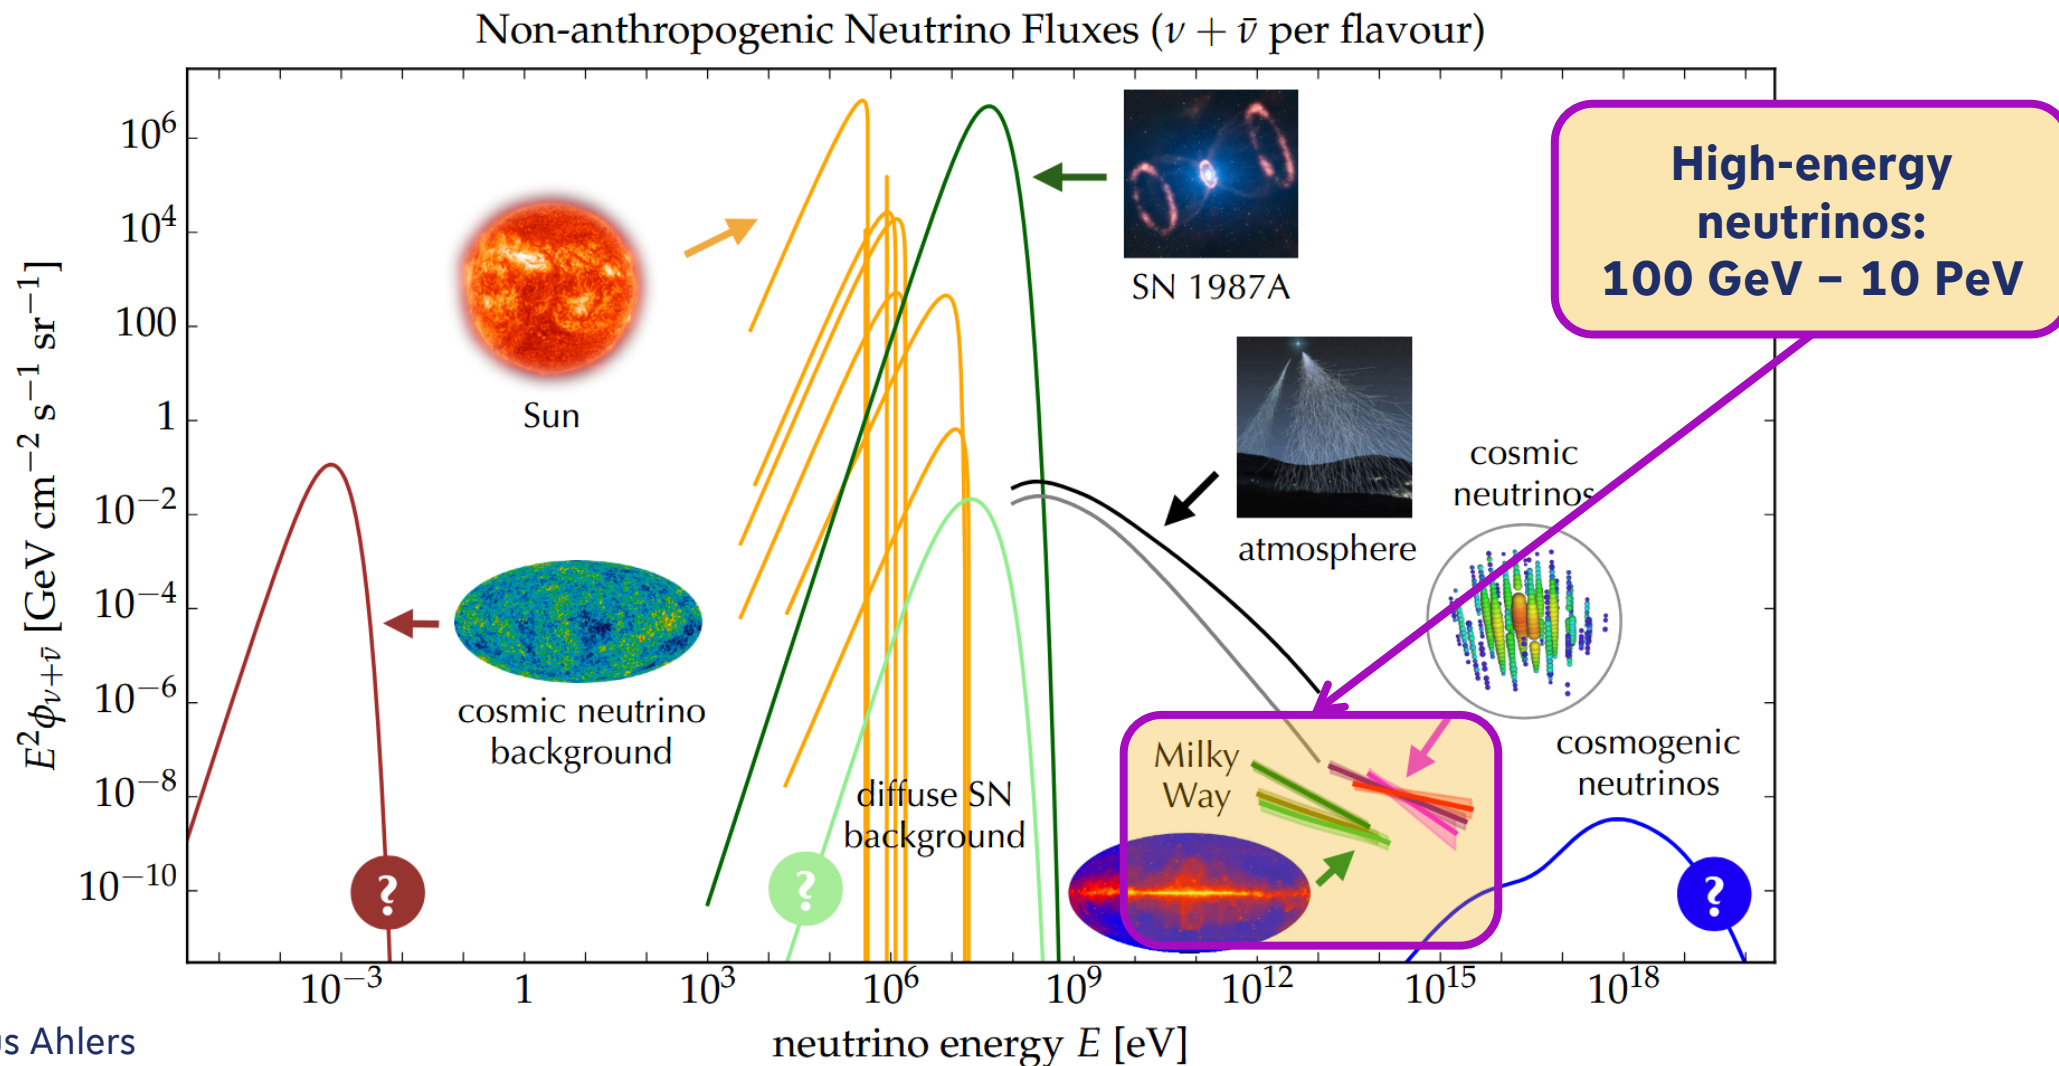 Non-anthropogenic Neutrino Fluxes (ν + ν̄ per flavour)
E²ϕ_{ν+ν̄} [GeV cm⁻² s⁻¹ sr⁻¹]
10⁶
10⁴
100
1
10⁻²
10⁻⁴
10⁻⁶
10⁻⁸
10⁻¹⁰
Sun
SN 1987A
High-energy
neutrinos:
100 GeV – 10 PeV
atmosphere
cosmic
neutrinos
cosmic neutrino
background
diffuse SN
background
Milky
Way
cosmogenic
neutrinos
?
?
?
10⁻³
1
10³
10⁶
10⁹
10¹²
10¹⁵
10¹⁸
neutrino energy E [eV]
Ahlers